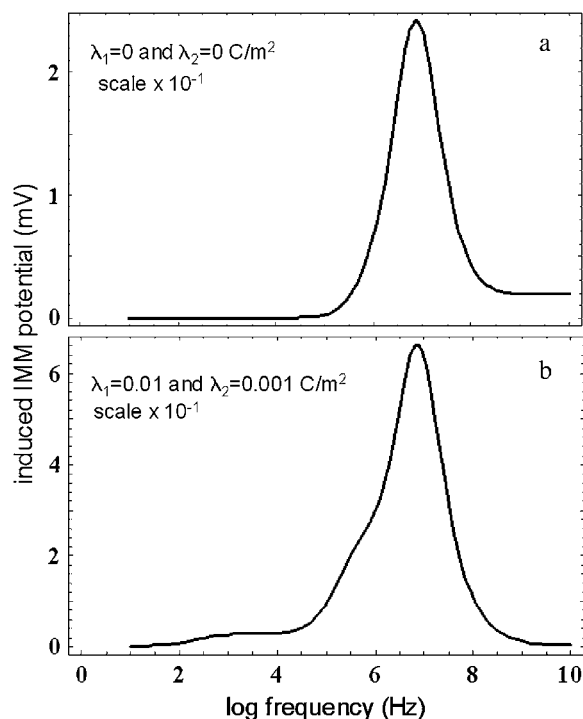 a
λ₁=0 and λ₂=0 C/m²
scale x 10⁻¹
2
1
0
induced IMM potential (mV)
b
λ₁=0.01 and λ₂=0.001 C/m²
scale x 10⁻¹
6
4
2
0
0 2 4 6 8 10
log frequency (Hz)